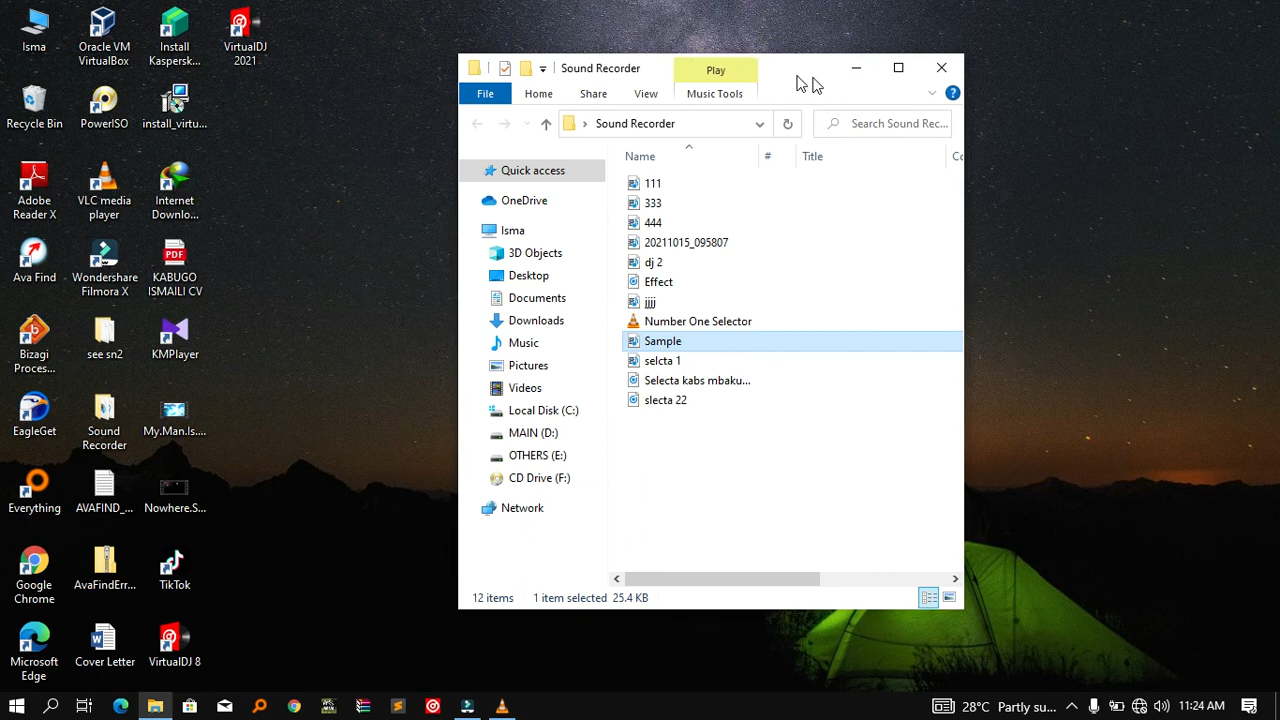 Isma
Oracle VM
VirtualBox
Install
Kaspersk...
VirtualDJ
2021
Recycle Bin
PowerISO
install_virtu...
Adobe
Reader X
VLC media
player
Internet
Downlo...
Ava Find
Wondershare
Filmora X
PDF
KABUGO
ISMAILI CV
Bizagi
Proces...
see sn2
KMPlayer
EagleGet
Sound
Recorder
My.Man.Is....
Everything
AVAFIND_...
Nowhere.S...
Google
Chrome
AvaFindErr...
TikTok
Microsoft
Edge
Cover Letter
VirtualDJ 8
Sound Recorder
Play
File
Home
Share
View
Music Tools
Sound Recorder
Search Sound Rec...
Name
#
Title
Co
Quick access
OneDrive
Isma
3D Objects
Desktop
Documents
Downloads
Music
Pictures
Videos
Local Disk (C:)
MAIN (D:)
OTHERS (E:)
CD Drive (F:)
Network
111
333
444
20211015_095807
dj 2
Effect
jjjj
Number One Selector
Sample
selcta 1
Selecta kabs mbaku...
slecta 22
12 items
1 item selected 25.4 KB
28°C Partly su...
11:24 AM